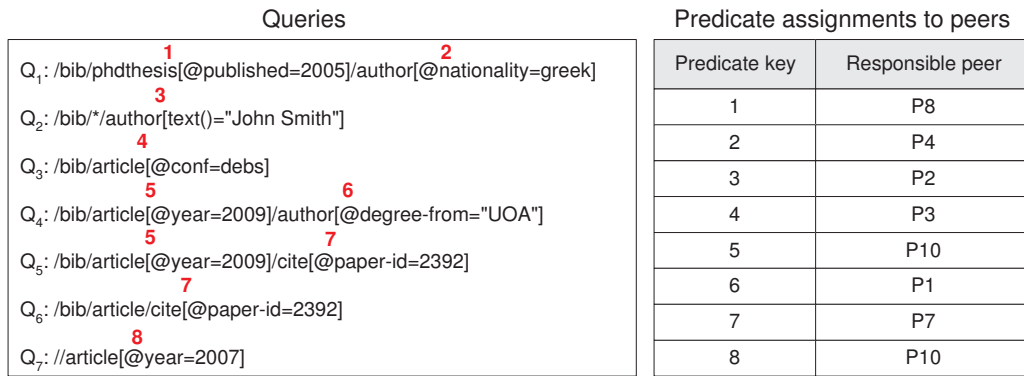 Queries
Predicate assignments to peers
1 2
Q1: /bib/phdthesis[@published=2005]/author[@nationality=greek]
3
Q2: /bib/*/author[text()="John Smith"]
4
Q3: /bib/article[@conf=debs]
5 6
Q4: /bib/article[@year=2009]/author[@degree-from="UOA"]
5 7
Q5: /bib/article[@year=2009]/cite[@paper-id=2392]
7
Q6: /bib/article/cite[@paper-id=2392]
8
Q7: //article[@year=2007]
Predicate key Responsible peer
1 P8
2 P4
3 P2
4 P3
5 P10
6 P1
7 P7
8 P10